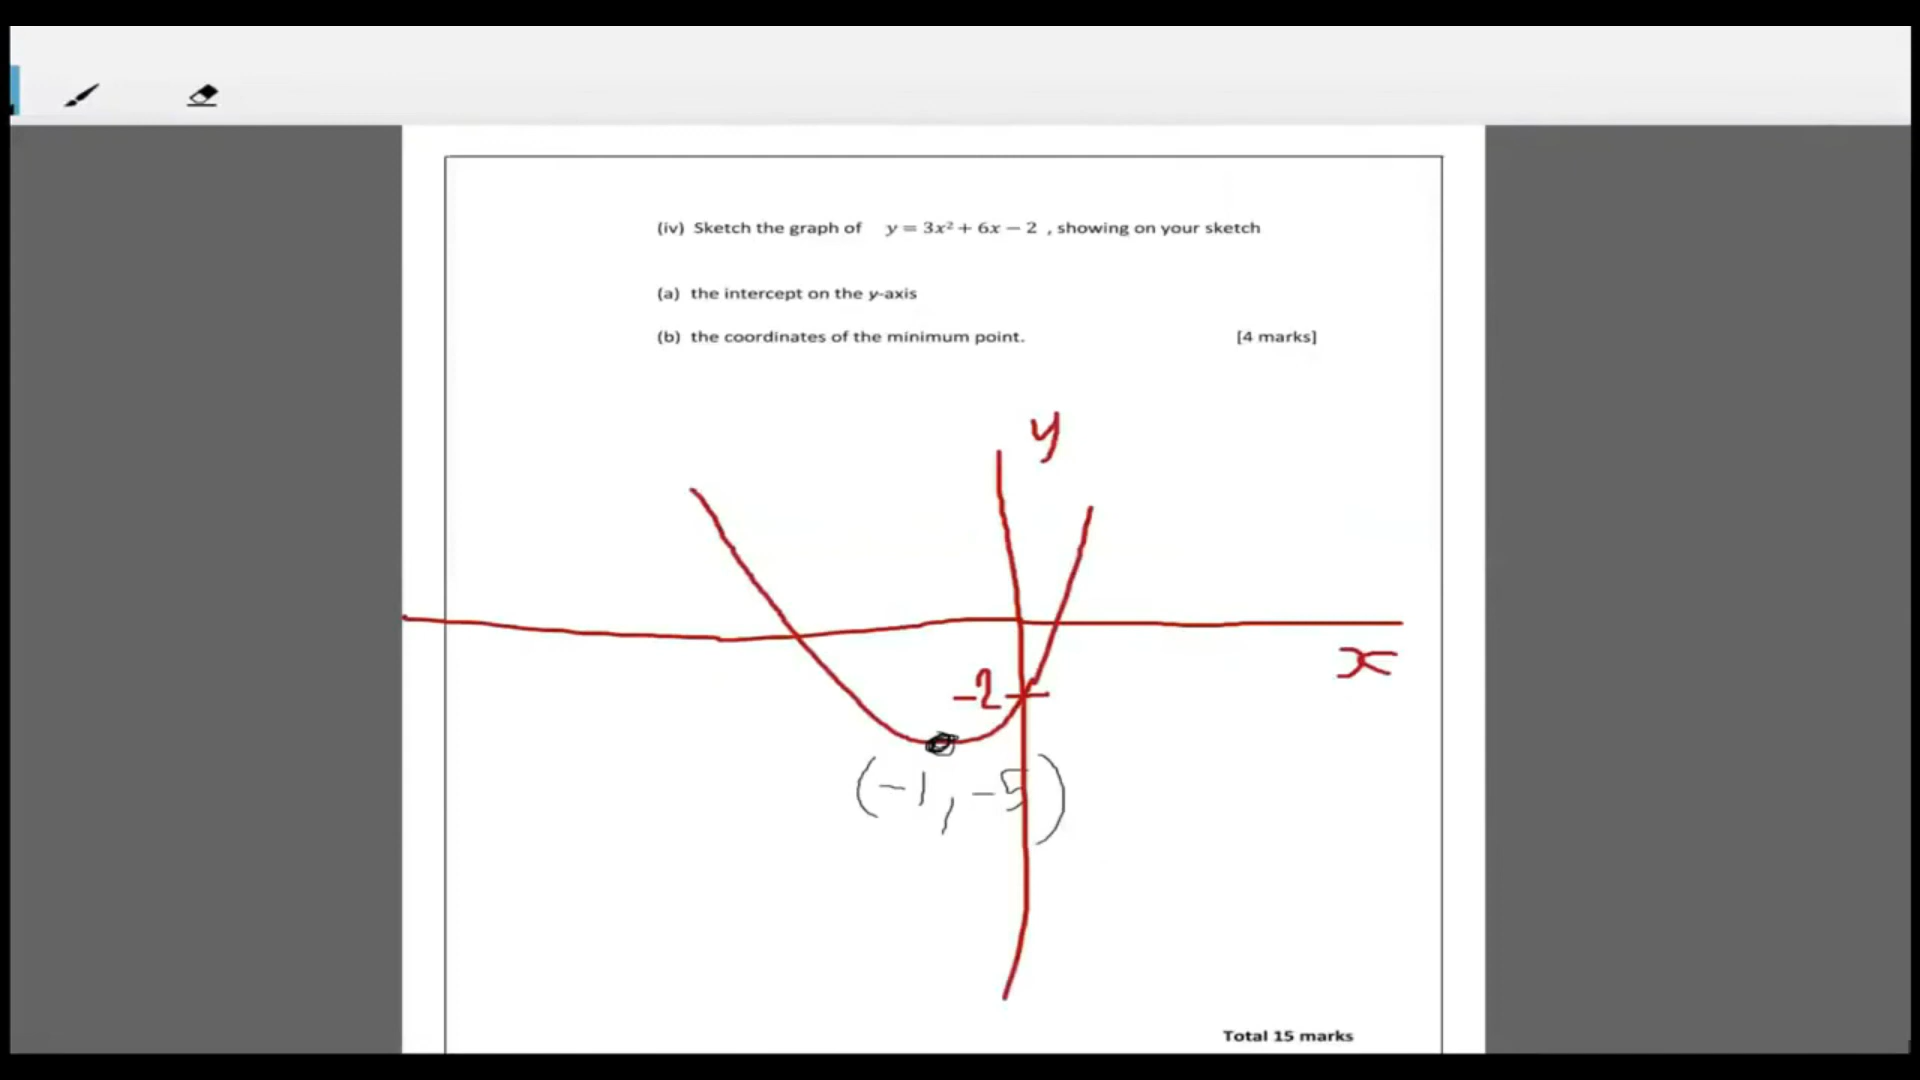 (iv) Sketch the graph of y = 3x² + 6x − 2 , showing on your sketch
(a) the intercept on the y-axis
(b) the coordinates of the minimum point. [4 marks]
y
x
-2
(-1, -5)
Total 15 marks